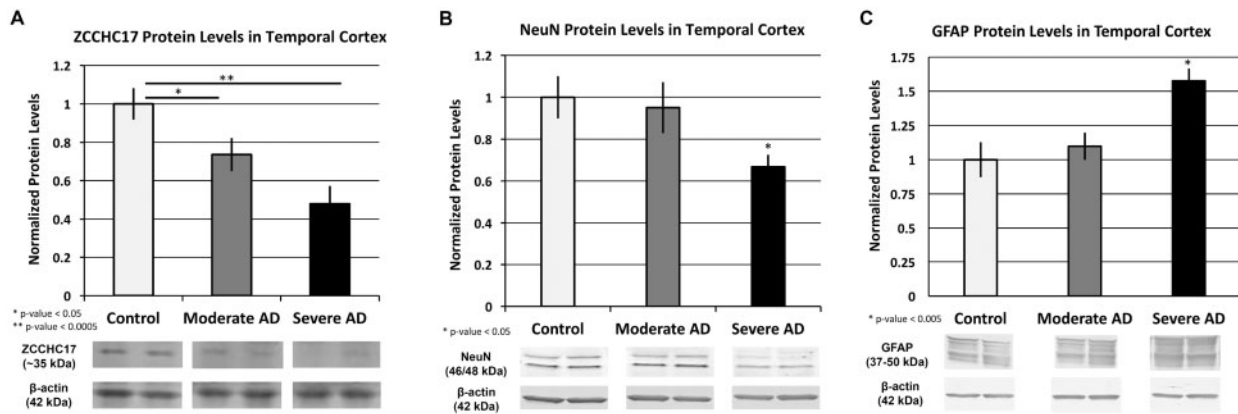 A
ZCCHC17 Protein Levels in Temporal Cortex
Normalized Protein Levels
1.2
1
0.8
0.6
0.4
0.2
0
**
*
* p-value < 0.05
** p-value < 0.0005
Control Moderate AD Severe AD
ZCCHC17
(~35 kDa)
β-actin
(42 kDa)
B
NeuN Protein Levels in Temporal Cortex
Normalized Protein Levels
1.2
1
0.8
0.6
0.4
0.2
0
*
* p-value < 0.05
Control Moderate AD Severe AD
NeuN
(46/48 kDa)
β-actin
(42 kDa)
C
GFAP Protein Levels in Temporal Cortex
Normalized Protein Levels
1.75
1.5
1.25
1
0.75
0.5
0.25
0
*
* p-value < 0.005
Control Moderate AD Severe AD
GFAP
(37-50 kDa)
β-actin
(42 kDa)